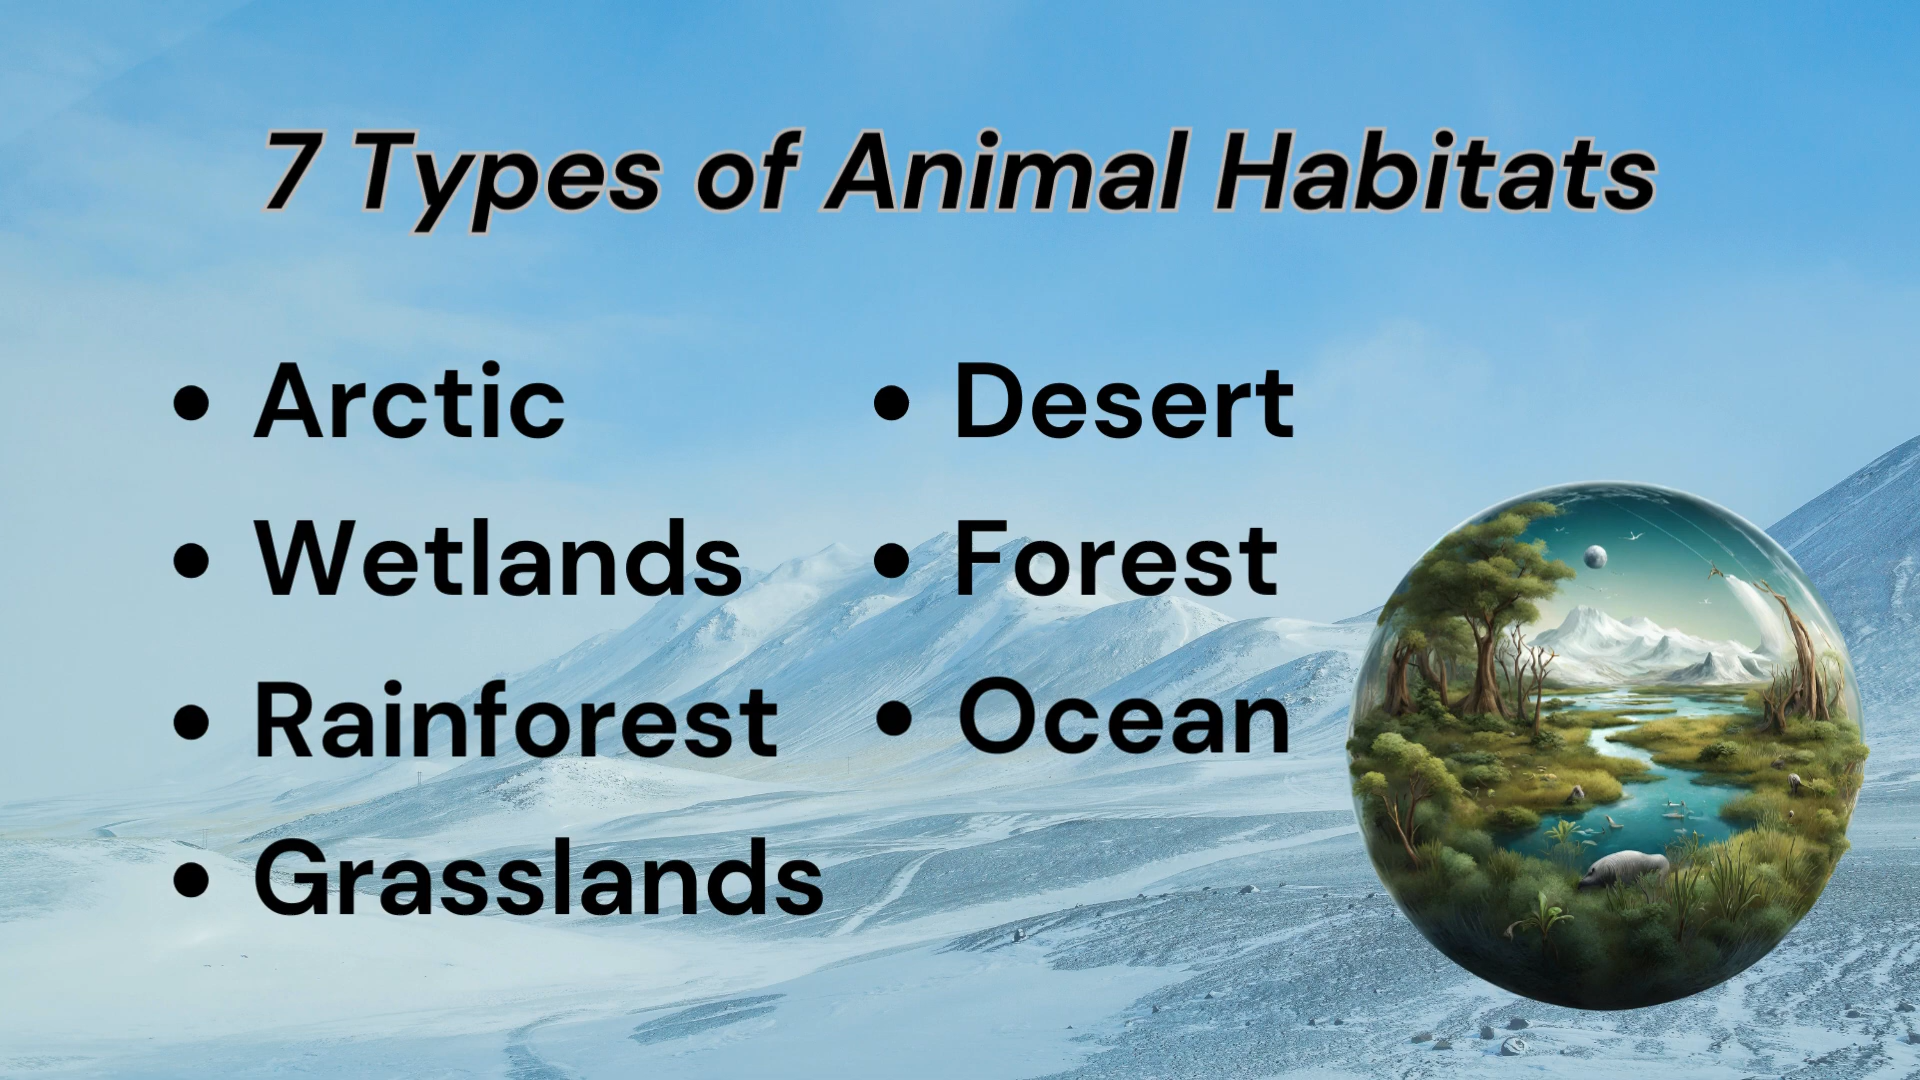 7 Types of Animal Habitats
• Arctic
• Wetlands
• Rainforest
• Grasslands
• Desert
• Forest
• Ocean